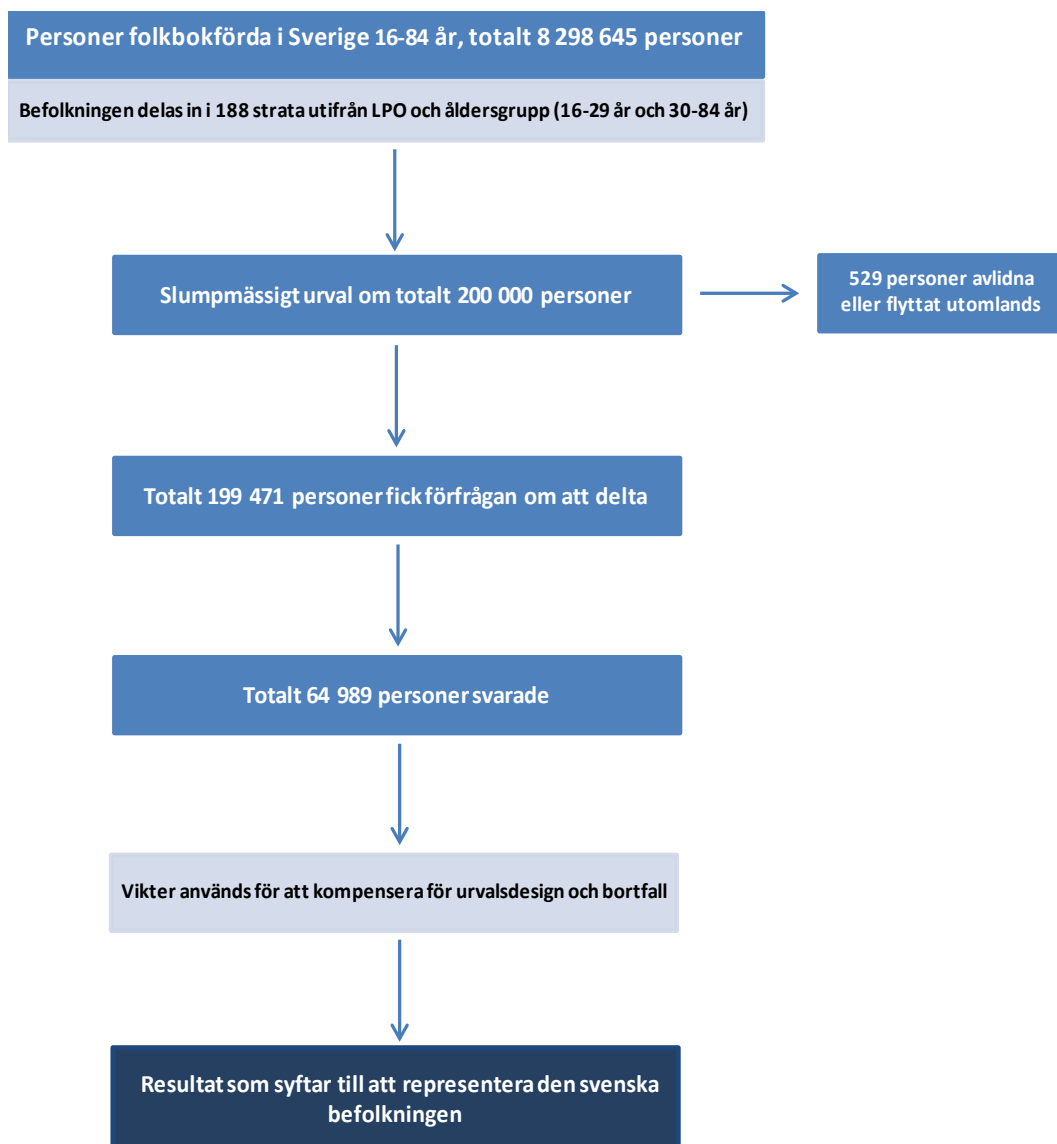 Personer folkbokförda i Sverige 16-84 år, totalt 8 298 645 personer
Befolkningen delas in i 188 strata utifrån LPO och åldersgrupp (16-29 år och 30-84 år)
Slumpmässigt urval om totalt 200 000 personer
529 personer avlidna
eller flyttat utomlands
Totalt 199 471 personer fick förfrågan om att delta
Totalt 64 989 personer svarade
Vikter används för att kompensera för urvalsdesign och bortfall
Resultat som syftar till att representera den svenska
befolkningen